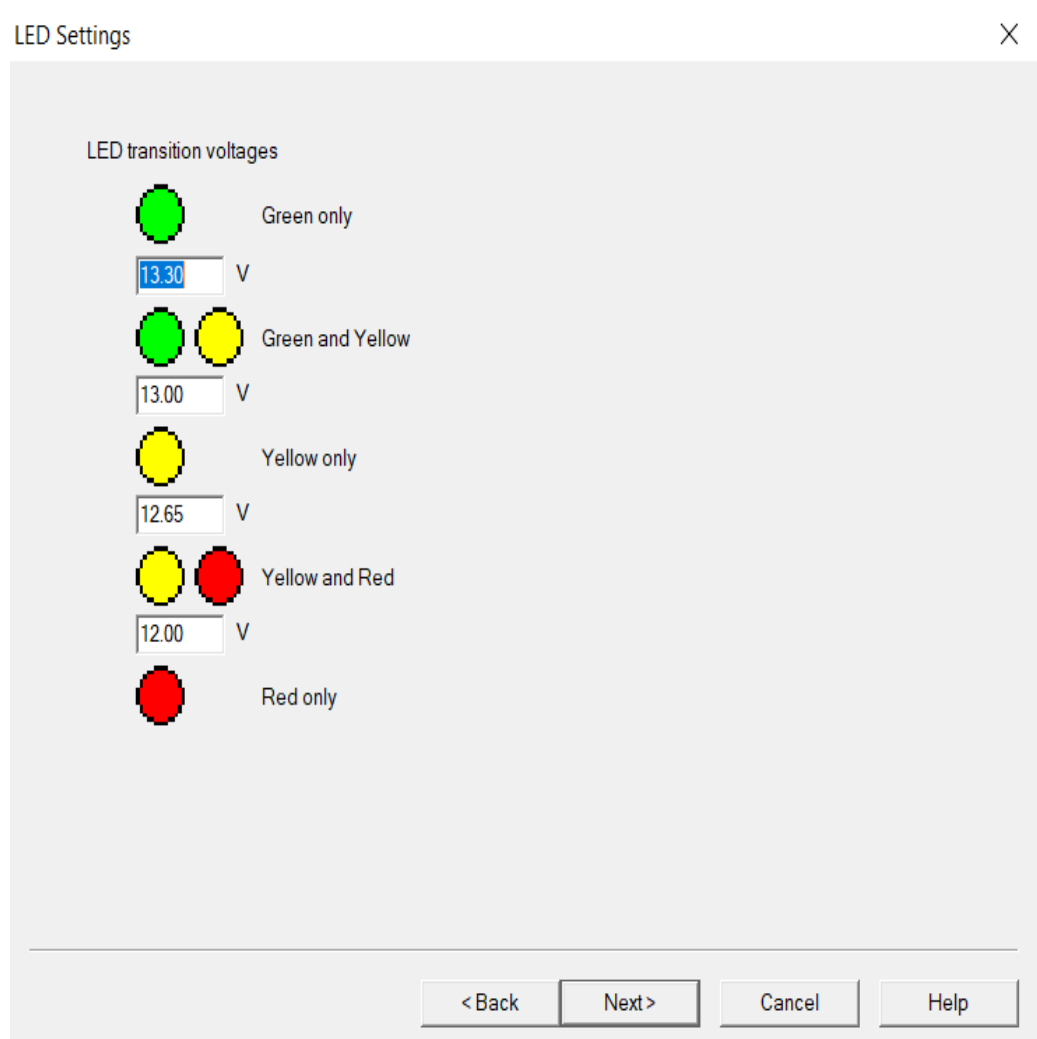 LED Settings
LED transition voltages
Green only
13.30 V
Green and Yellow
13.00 V
Yellow only
12.65 V
Yellow and Red
12.00 V
Red only
< Back Next > Cancel Help